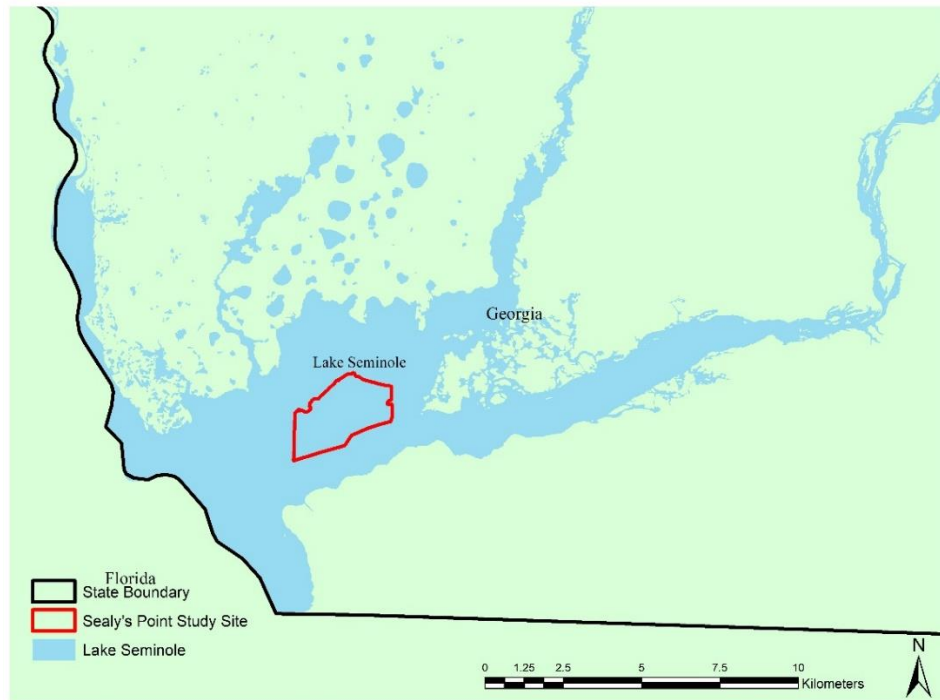 Georgia
Lake Seminole
Florida
State Boundary
Sealy's Point Study Site
Lake Seminole
0 1.25 2.5 5 7.5 10
Kilometers
N